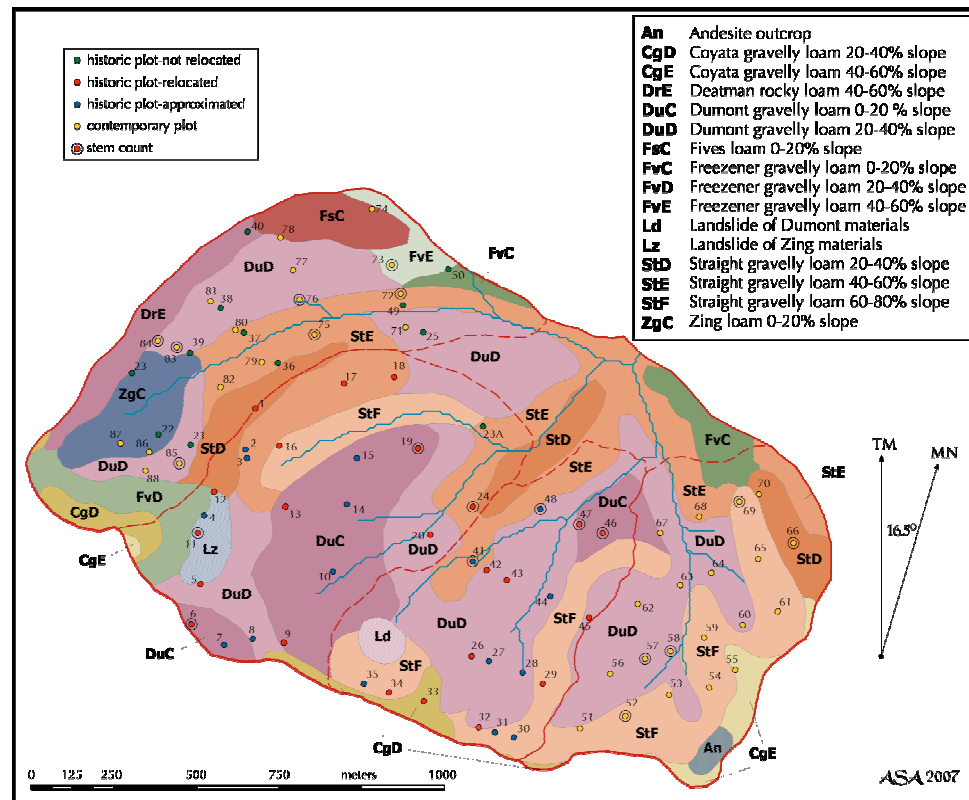 historic plot-not relocated
historic plot-relocated
historic plot-approximated
contemporary plot
stem count
An Andesite outcrop
CgD Coyata gravelly loam 20-40% slope
CgE Coyata gravelly loam 40-60% slope
DrE Deatman rocky loam 40-60% slope
DuC Dumont gravelly loam 0-20 % slope
DuD Dumont gravelly loam 20-40% slope
FsC Fives loam 0-20% slope
FvC Freezener gravelly loam 0-20% slope
FvD Freezener gravelly loam 20-40% slope
FvE Freezener gravelly loam 40-60% slope
Ld Landslide of Dumont materials
Lz Landslide of Zing materials
StD Straight gravelly loam 20-40% slope
StE Straight gravelly loam 40-60% slope
StF Straight gravelly loam 60-80% slope
ZgC Zing loam 0-20% slope
FsC 74
40 78
DuD 77 73 FvE 50 FvC
81 38 76 72 49
DrE 80 37 75 71 25
84 83 39 79 36 StE DuD
23 82 17 18
ZgC 1 StF StE FvC
87 86 22 21 2 3 16 15 19 23A StD
DuD 88 85 StD StE StE
FvD 12 TM MN
CgD 4 13 14 24 48 DuC StE 70
11 Lz 47 46 67 68 69 66 16.5°
CgE DuC 20 DuD 41 DuD StD
5 10 42 43 64 65
DuD 44 63
6 StF 62 60 63
7 8 9 Ld DuD 45 DuD 59
DuC 26 27 57 58 StF
StF 28 56 55
35 34 29 53 54
33 52
32 31 30 51 StF An
CgD CgE
0 125 250 500 750 meters 1000
ASA 2007